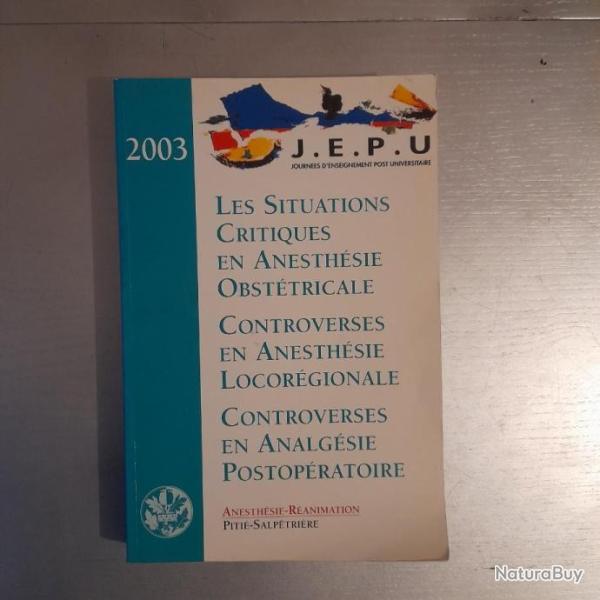 2003
J.E.P.U
JOURNÉES D'ENSEIGNEMENT POST UNIVERSITAIRE
LES SITUATIONS
CRITIQUES
EN ANESTHÉSIE
OBSTÉTRICALE
CONTROVERSES
EN ANESTHÉSIE
LOCORÉGIONALE
CONTROVERSES
EN ANALGÉSIE
POSTOPÉRATOIRE
ANESTHÉSIE-RÉANIMATION
PITIÉ-SALPÊTRIÈRE
NaturaBuy